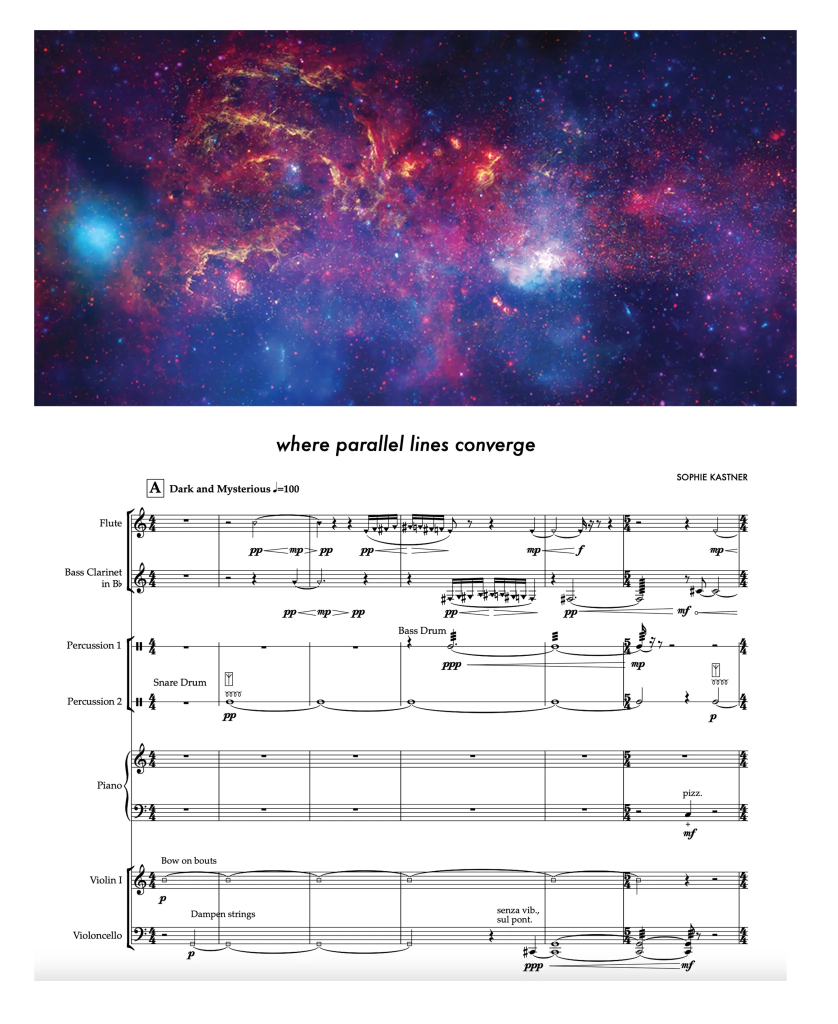 where parallel lines converge
SOPHIE KASTNER
A Dark and Mysterious ♩=100
Flute
pp mp pp pp mp f mp
Bass Clarinet
in B♭
pp mp pp pp pp mf
Bass Drum
Percussion 1
ppp mp
Snare Drum
Percussion 2
pp p
Piano
pizz.
mf
Bow on bouts
Violin I
p
Dampen strings
senza vib.,
sul pont.
Violoncello
p ppp mf